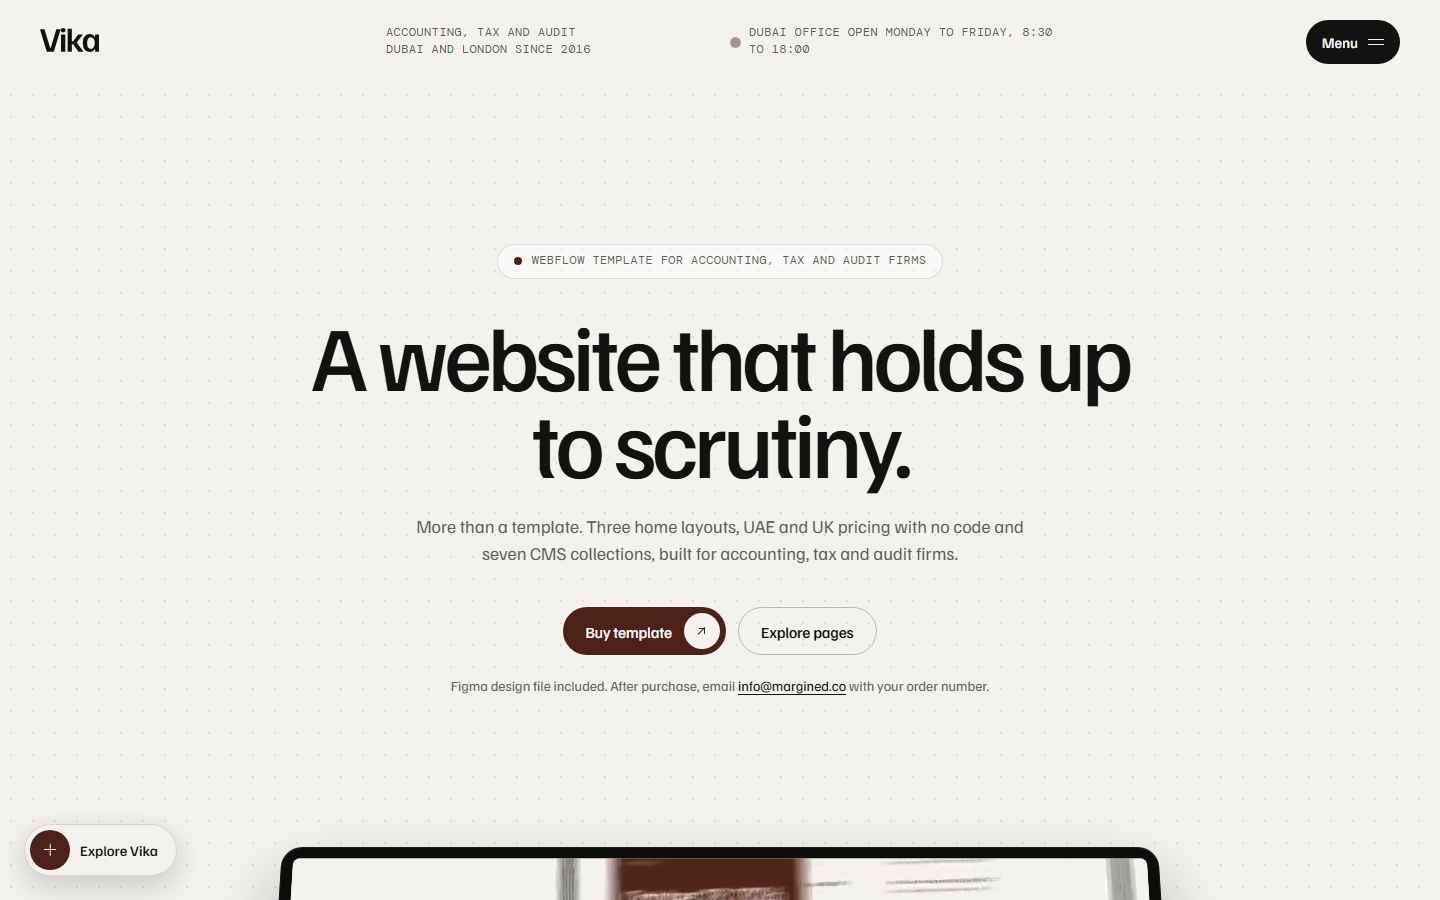 Vika
ACCOUNTING, TAX AND AUDIT
DUBAI AND LONDON SINCE 2016
DUBAI OFFICE OPEN MONDAY TO FRIDAY, 8:30
TO 18:00
Menu
WEBFLOW TEMPLATE FOR ACCOUNTING, TAX AND AUDIT FIRMS
A website that holds up
to scrutiny.
More than a template. Three home layouts, UAE and UK pricing with no code and
seven CMS collections, built for accounting, tax and audit firms.
Buy template
Explore pages
Figma design file included. After purchase, email info@margined.co with your order number.
Explore Vika